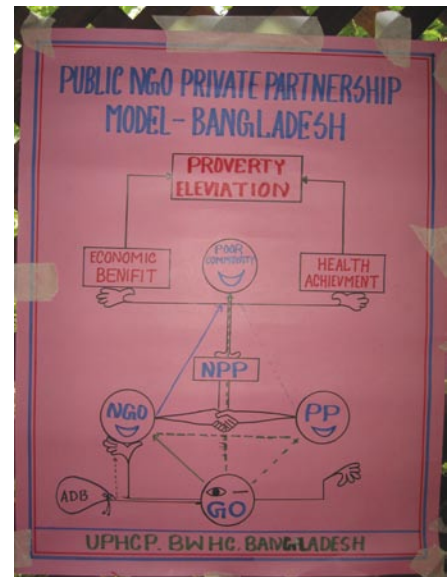 PUBLIC NGO PRIVATE PARTNERSHIP
MODEL - BANGLADESH
PROVERTY
ELEVIATION
POOR
COMMUNITY
ECONOMIC
BENIFIT
HEALTH
ACHIEVMENT
NPP
NGO
PP
ADB
GO
UPHCP. BWHC. BANGLADESH